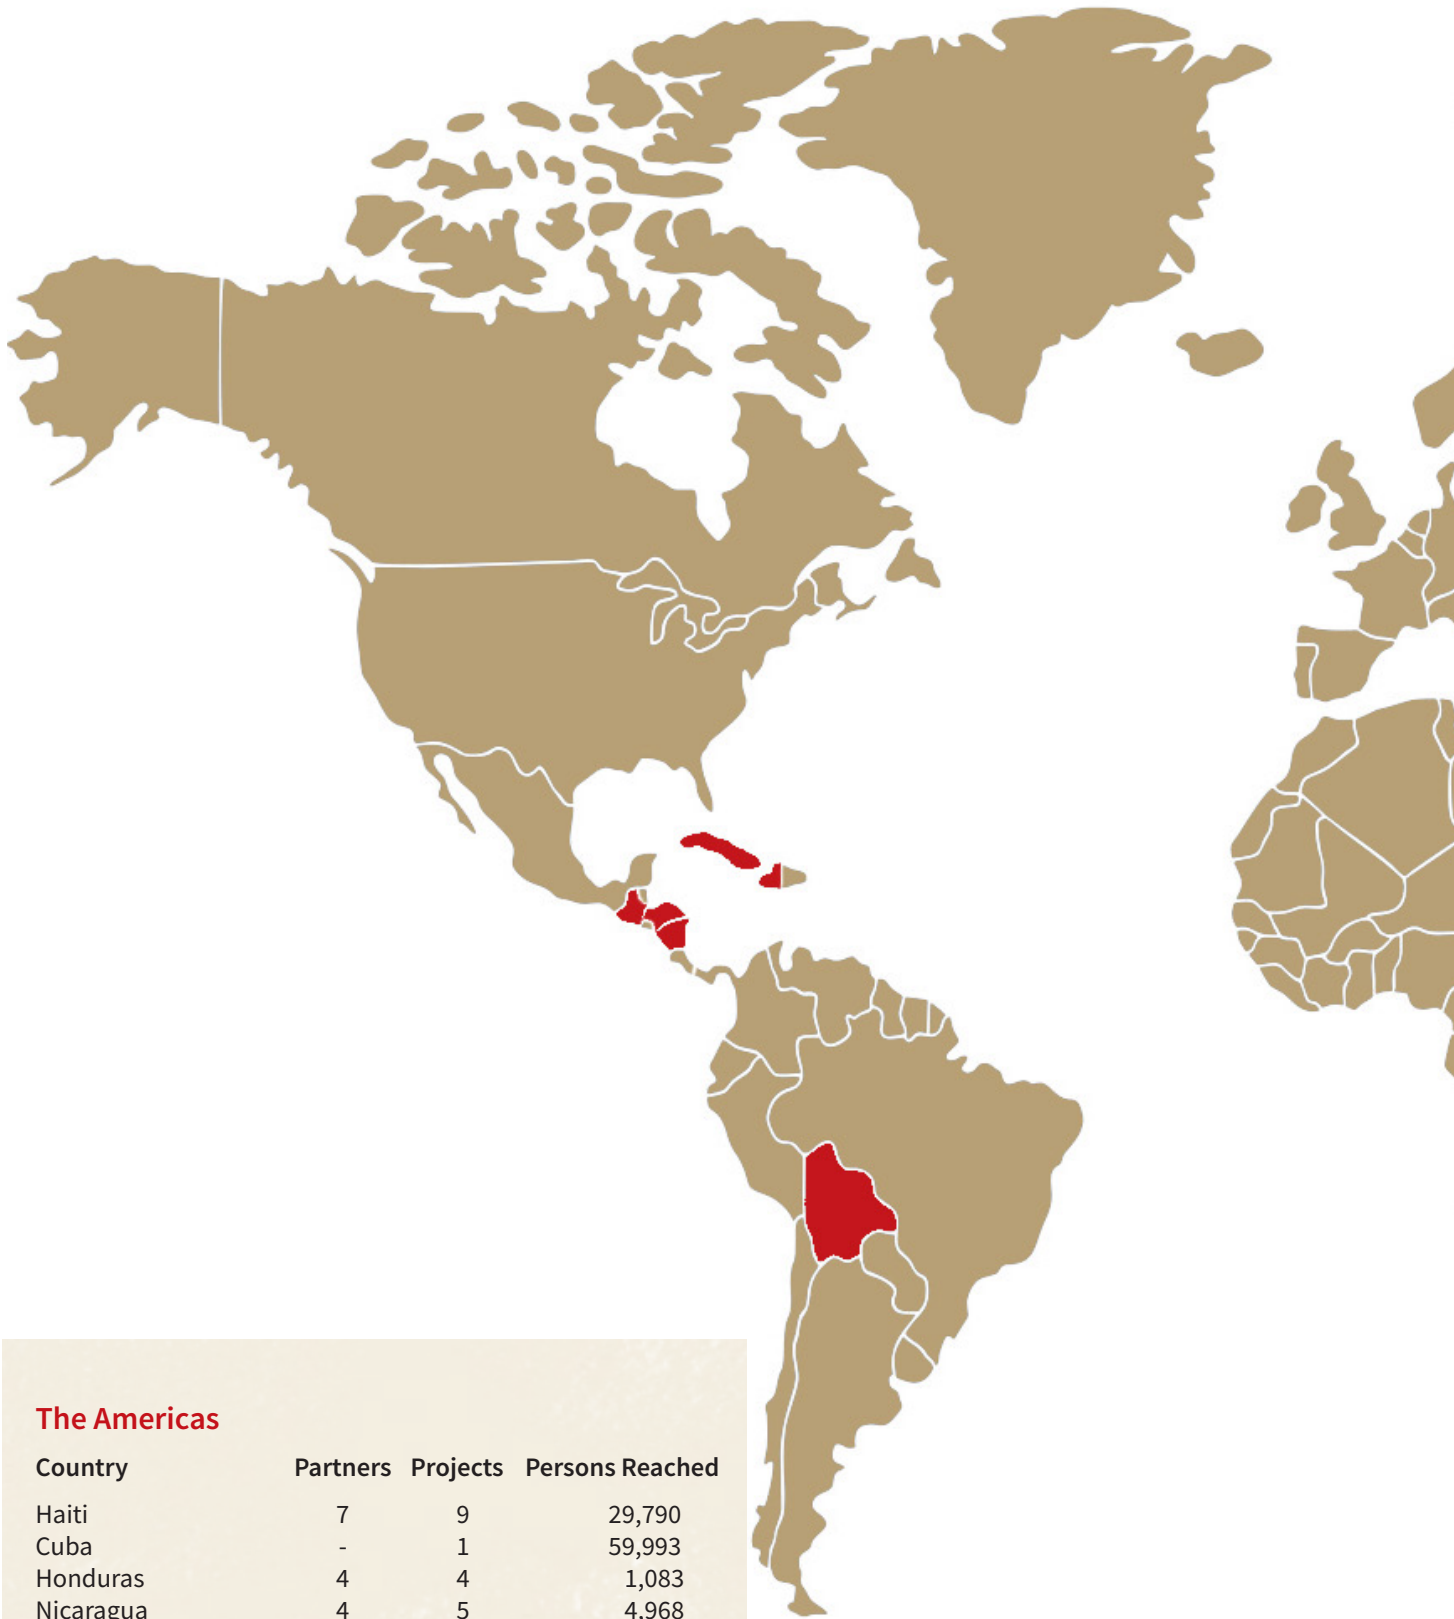 The Americas
Country Partners Projects Persons Reached
Haiti 7 9 29,790
Cuba - 1 59,993
Honduras 4 4 1,083
Nicaragua 4 5 4,968